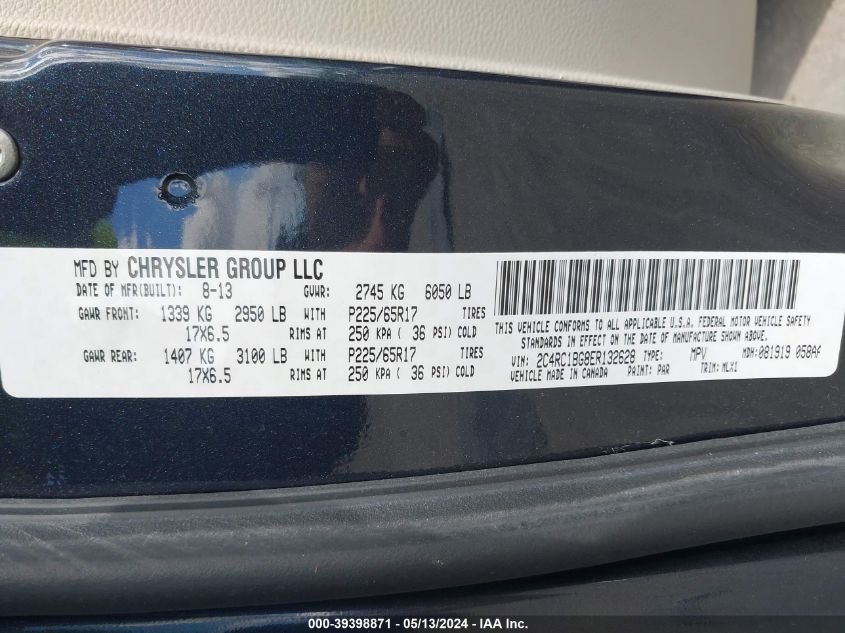 MFD BY CHRYSLER GROUP LLC
DATE OF MFR(BUILT): 8-13 GVWR: 2745 KG 6050 LB
GAWR FRONT: 1339 KG 2950 LB WITH P225/65R17 TIRES
17X6.5 RIMS AT 250 KPA ( 36 PSI) COLD
GAWR REAR: 1407 KG 3100 LB WITH P225/65R17 TIRES
17X6.5 RIMS AT 250 KPA ( 36 PSI) COLD
THIS VEHICLE CONFORMS TO ALL APPLICABLE U.S.A. FEDERAL MOTOR VEHICLE SAFETY
STANDARDS IN EFFECT ON THE DATE OF MANUFACTURE SHOWN ABOVE.
VIN: 2C4RC1BG8ER132628 TYPE: MPV MDH: 081919 058AA
VEHICLE MADE IN CANADA PAINT: PAR TRIM: MLX1
000-39398871 - 05/13/2024 - IAA Inc.